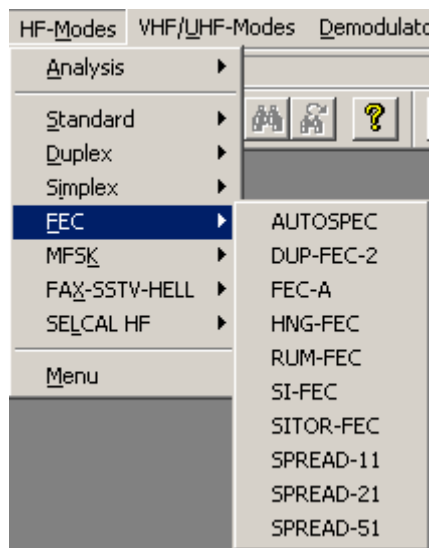 HF-Modes VHF/UHF-Modes Demodulato
Analysis
Standard
Duplex
Simplex
FEC
MFSK
FAX-SSTV-HELL
SELCAL HF
Menu
AUTOSPEC
DUP-FEC-2
FEC-A
HNG-FEC
RUM-FEC
SI-FEC
SITOR-FEC
SPREAD-11
SPREAD-21
SPREAD-51